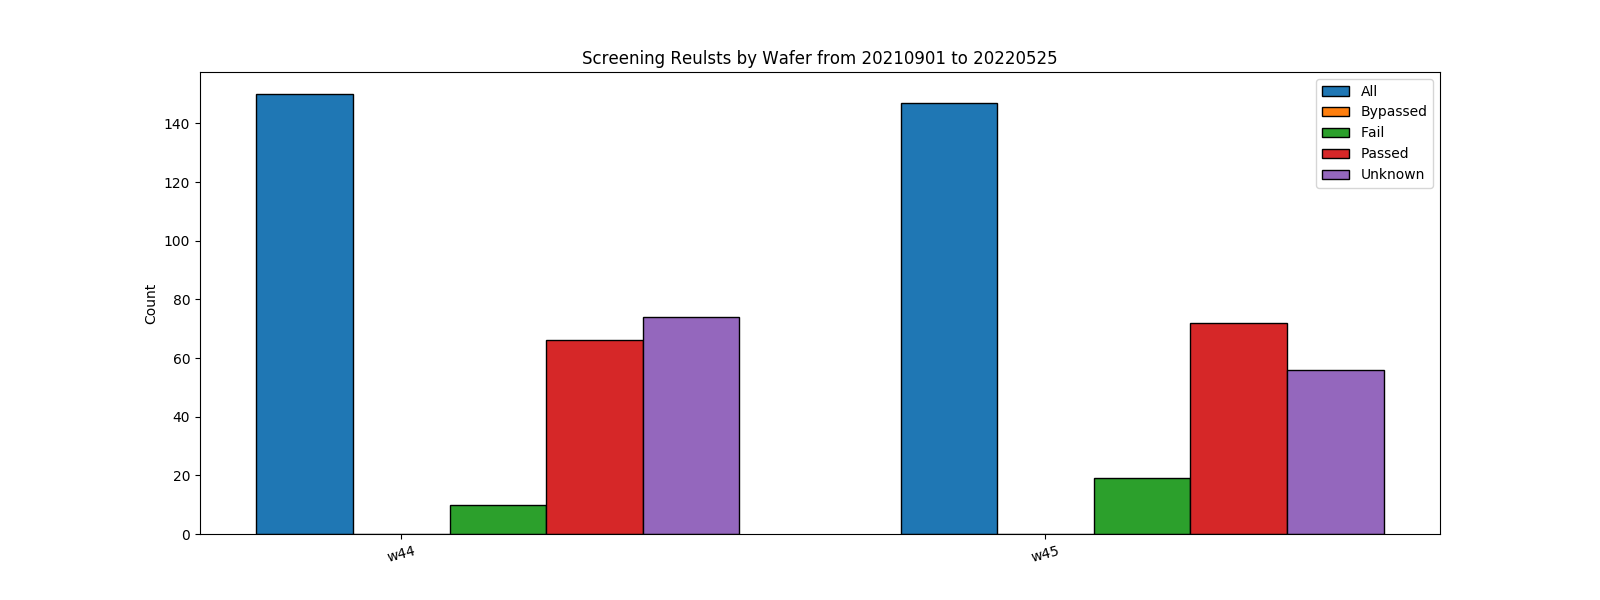 Screening Reulsts by Wafer from 20210901 to 20220525
All
Bypassed
Fail
Passed
Unknown
Count
140
120
100
80
60
40
20
0
w44
w45